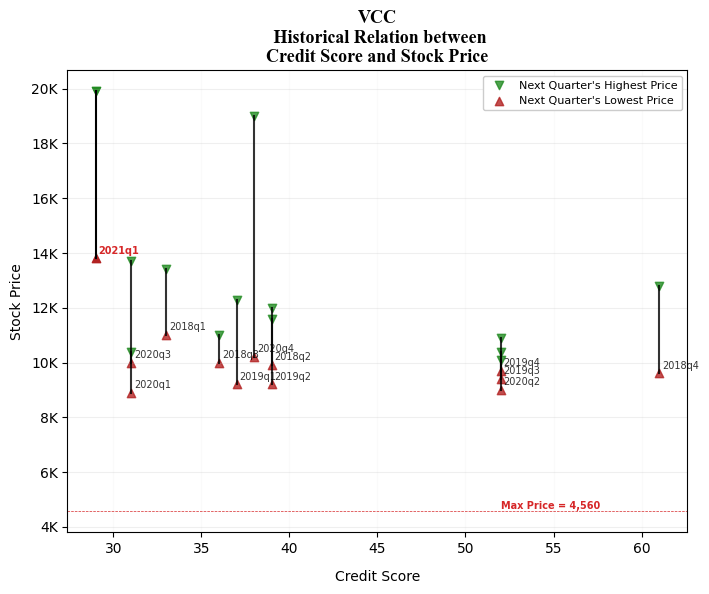 VCC
Historical Relation between
Credit Score and Stock Price
Next Quarter's Highest Price
Next Quarter's Lowest Price
20K
18K
16K
14K
12K
10K
8K
6K
4K
Stock Price
2021q1
2018q1
2020q3
2020q1
2018q3
2019q1
2020q4
2018q2
2019q2
2019q4
2019q3
2020q2
2018q4
Max Price = 4,560
30
35
40
45
50
55
60
Credit Score